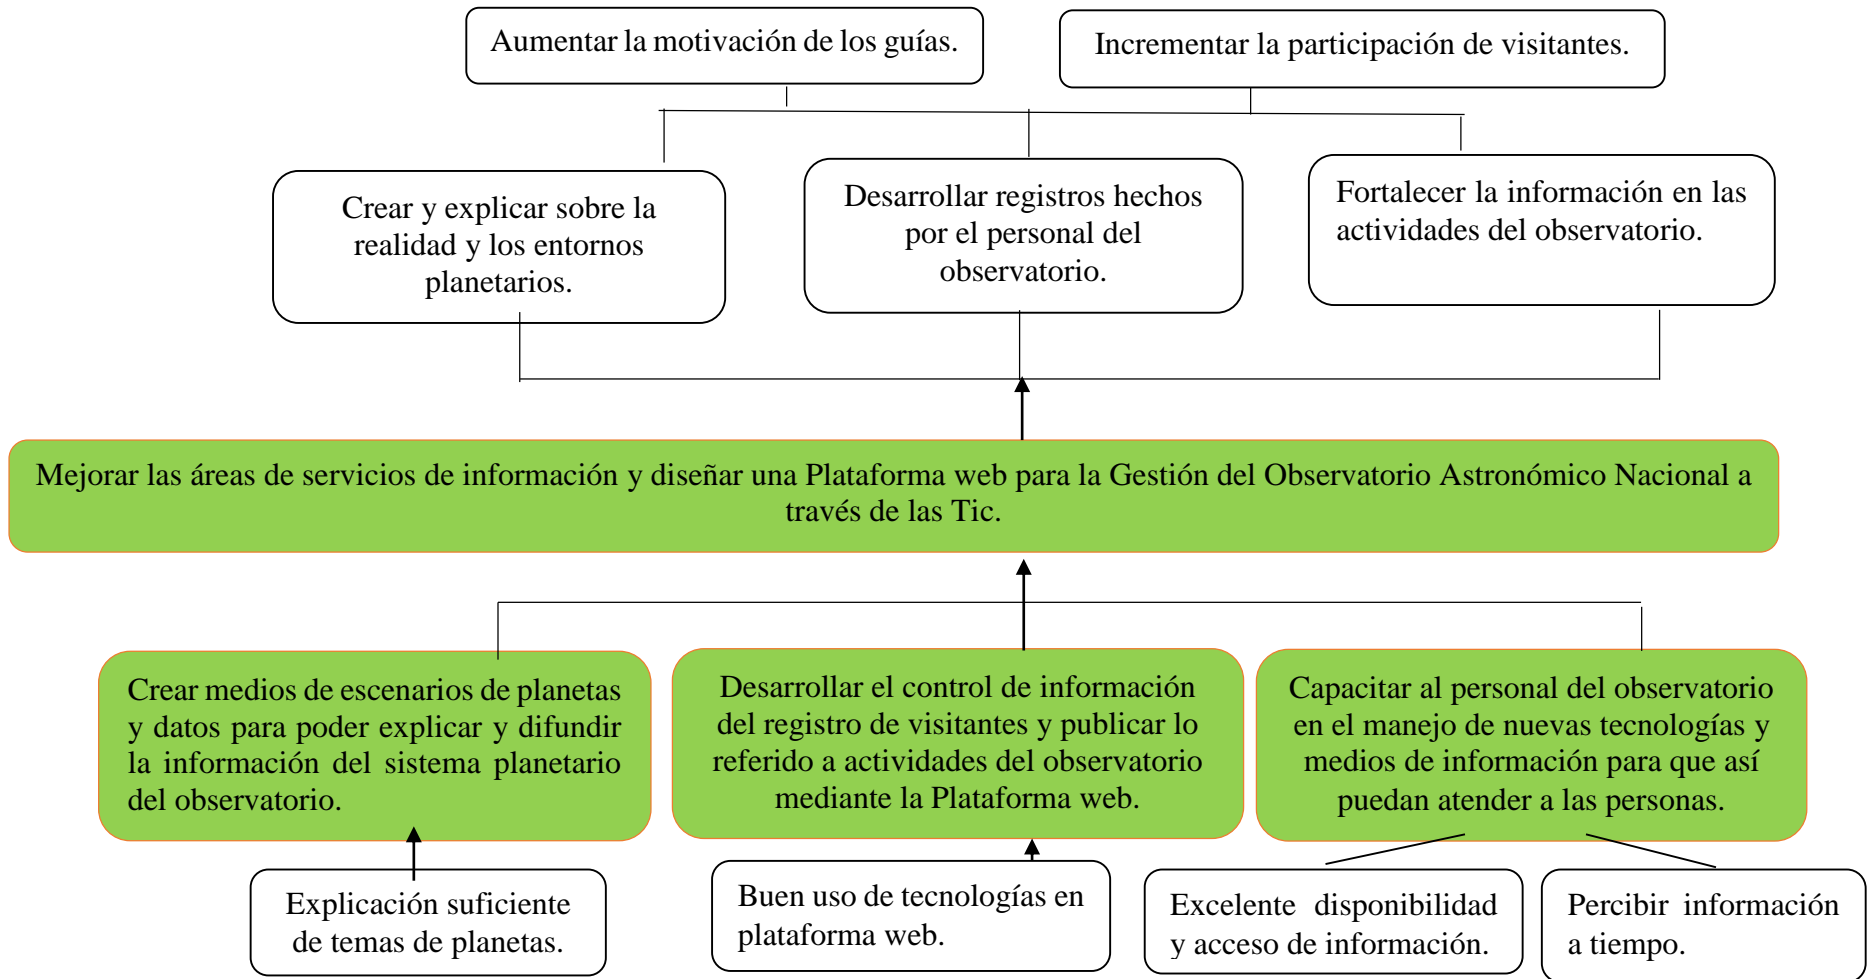 Aumentar la motivación de los guías.
Incrementar la participación de visitantes.
Crear y explicar sobre la
realidad y los entornos
planetarios.
Desarrollar registros hechos
por el personal del
observatorio.
Fortalecer la información en las
actividades del observatorio.
Mejorar las áreas de servicios de información y diseñar una Plataforma web para la Gestión del Observatorio Astronómico Nacional a
través de las Tic.
Crear medios de escenarios de planetas
y datos para poder explicar y difundir
la información del sistema planetario
del observatorio.
Desarrollar el control de información
del registro de visitantes y publicar lo
referido a actividades del observatorio
mediante la Plataforma web.
Capacitar al personal del observatorio
en el manejo de nuevas tecnologías y
medios de información para que así
puedan atender a las personas.
Explicación suficiente
de temas de planetas.
Buen uso de tecnologías en
plataforma web.
Excelente disponibilidad
y acceso de información.
Percibir información
a tiempo.